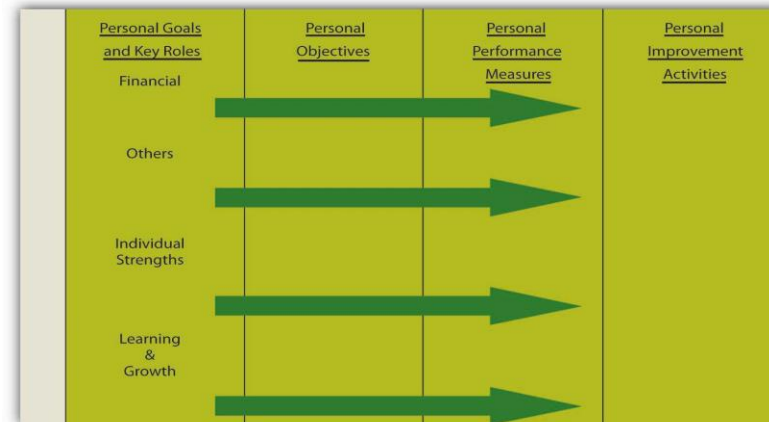 Personal Goals
and Key Roles
Financial
Others
Individual
Strengths
Learning
&
Growth
Personal
Objectives
Personal
Performance
Measures
Personal
Improvement
Activities